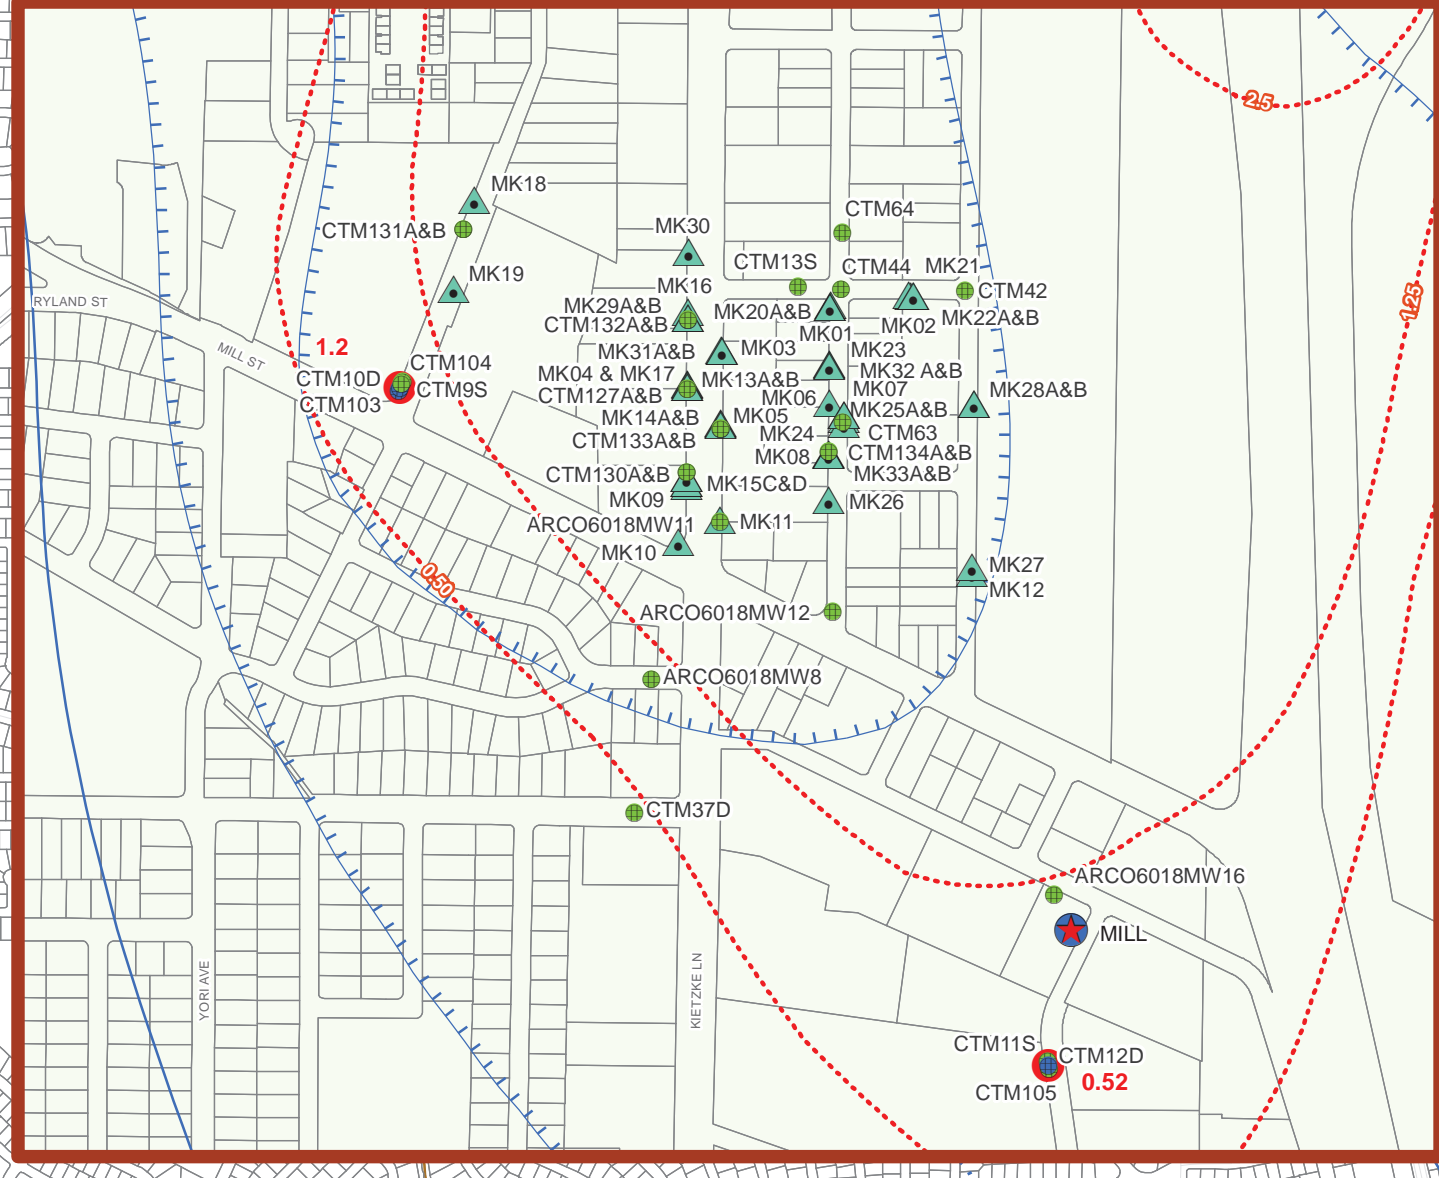 2.5
MK18
CTM64
CTM131A&B
MK30
CTM13S
CTM44
MK21
MK19
MK16
CTM42
RYLAND ST
MK29A&B
MK20A&B
MK22A&B
CTM132A&B
MK01
MK02
1.25
MILL ST
1.2
MK31A&B
MK03
MK23
CTM104
MK04 & MK17
MK13A&B
MK32 A&B
CTM10D
CTM9S
CTM127A&B
MK06
MK07
MK28A&B
CTM103
MK14A&B
MK05
MK25A&B
CTM133A&B
MK24
CTM63
MK08
CTM134A&B
CTM130A&B
MK15C&D
MK33A&B
MK09
MK26
ARCO6018MW11
MK11
MK10
MK27
0.50
MK12
ARCO6018MW12
ARCO6018MW8
CTM37D
ARCO6018MW16
MILL
YORI AVE
KIETZKE LN
CTM11S
CTM12D
0.52
CTM105